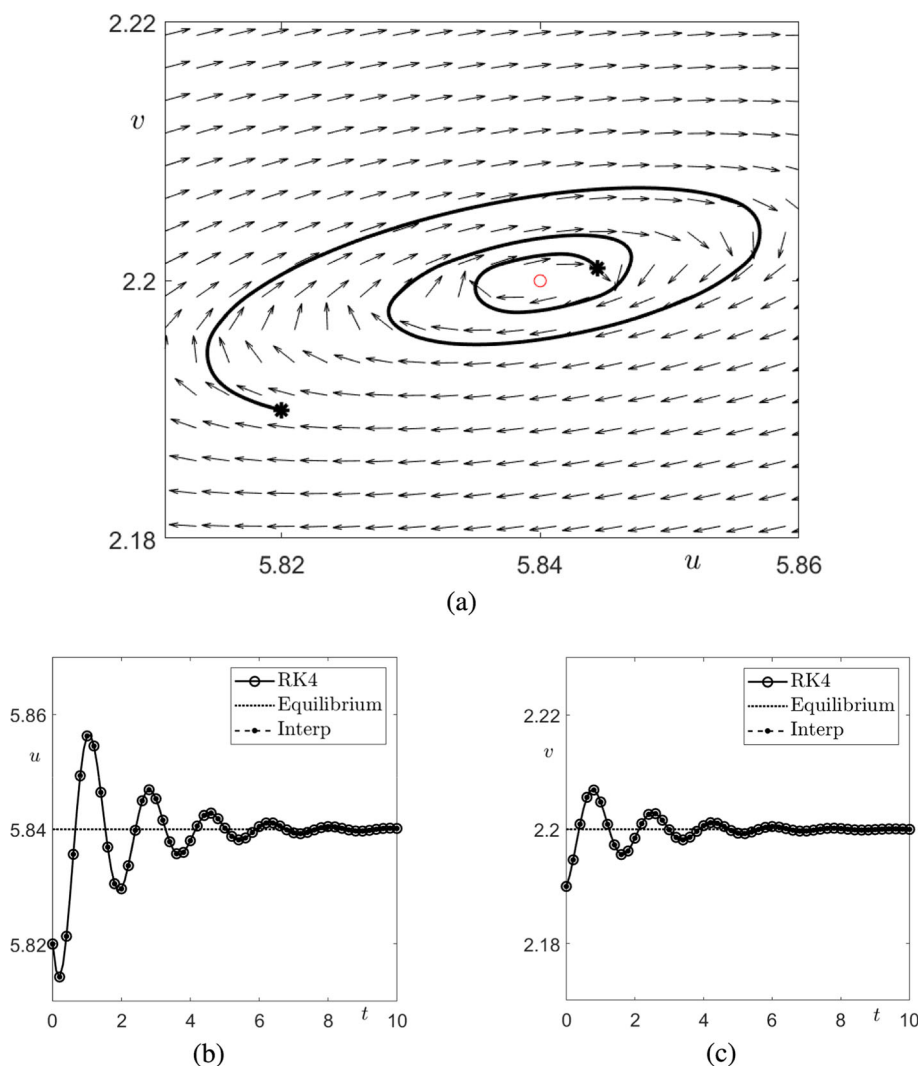 2.22
v
2.2
2.18
5.82
5.84
u
5.86
(a)
5.86
u
5.84
5.82
0
2
4
6
8
t
10
RK4
Equilibrium
Interp
(b)
2.22
v
2.2
2.18
0
2
4
6
8
t
10
RK4
Equilibrium
Interp
(c)